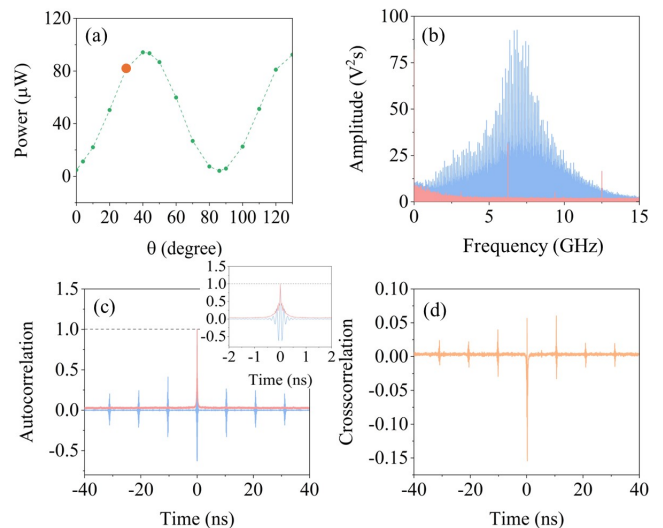 (a)
Power (μW)
120
80
40
0
0 20 40 60 80 100 120
θ (degree)
(b)
Amplitude (V²s)
100
75
50
25
0
0 5 10 15
Frequency (GHz)
(c)
Autocorrelation
1.5
1.0
0.5
0.0
-0.5
-40 -20 0 20 40
Time (ns)
1.5
1.0
0.5
0.0
-0.5
-2 -1 0 1 2
Time (ns)
(d)
Crosscorrelation
0.10
0.05
0.00
-0.05
-0.10
-0.15
-40 -20 0 20 40
Time (ns)